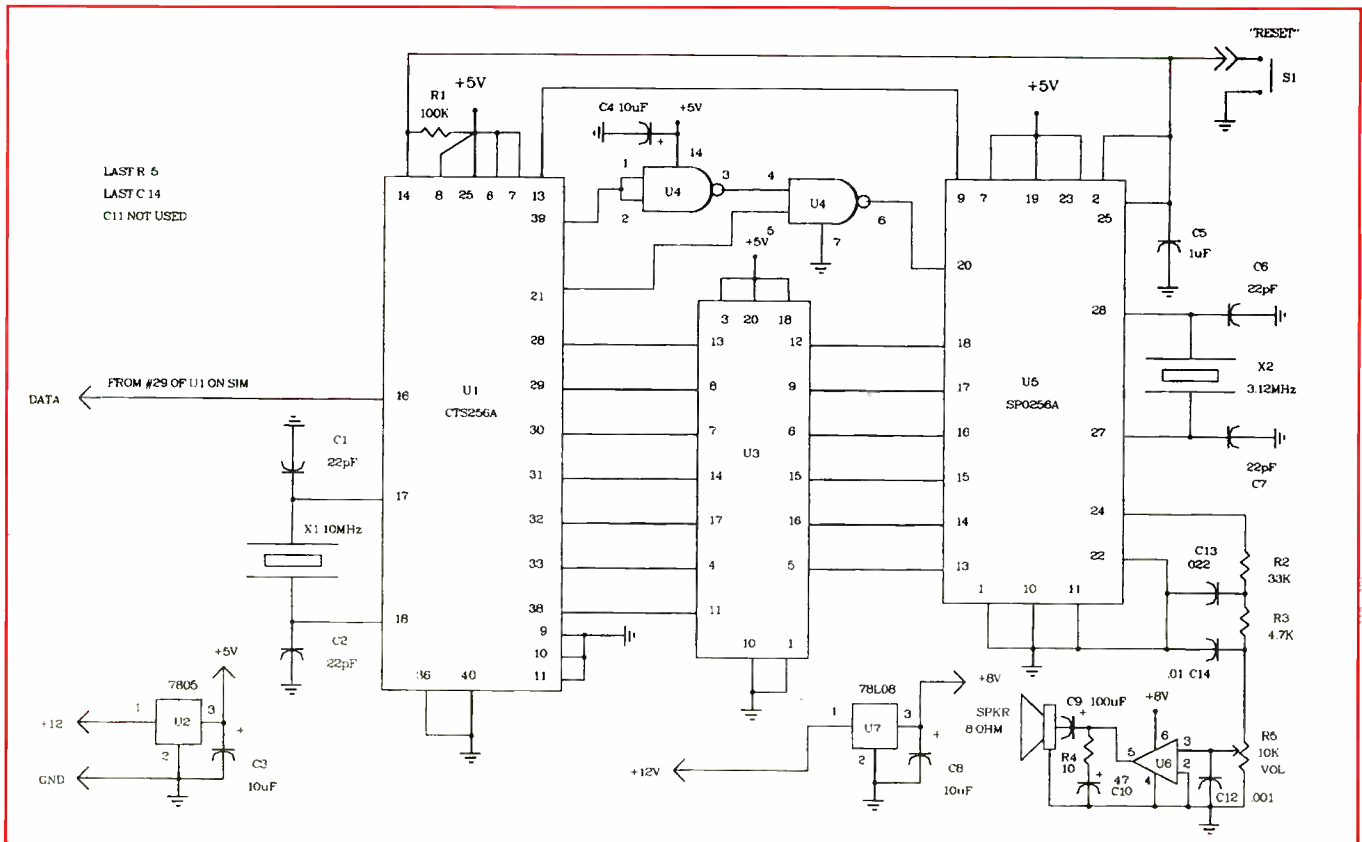 "RESET"
S1
+5V
R1
100K
C4 10uF
+5V
+5V
14
LAST R 5
LAST C 14
C11 NOT USED
14 8 25 6 7 13
39
1
2
U4
3
4
5
U4
7
6
9 7 19 23 2
25
C5
1uF
+5V
20
21
3 20 18
C6
22pF
28
28 13 12 18
29 8 9 17
U1
CTS256A
U5
SP0256A
X2
3.12MHz
DATA
FROM #29 OF U1 ON SIM
16
30 7 6 16
27
C1
22pF
U3
22pF
C7
31 14 15 15
17
32 17 16 14
24
X1 10MHz
33 4 5 13
22
C13
022
R2
33K
38 11
1 10 11
R3
4.7K
18
9
10
11
10 1
C2
22pF
36 40
.01 C14
+5V
7805
+12
1
U2
3
2
C3
10uF
GND
78L08
+8V
1
U7
3
2
+12V
C8
10uF
SPKR
8 OHM
C9 100uF
+8V
R4
10
47
C10
5
6
U6
3
2
4
R5
10K
VOL
C12 .001